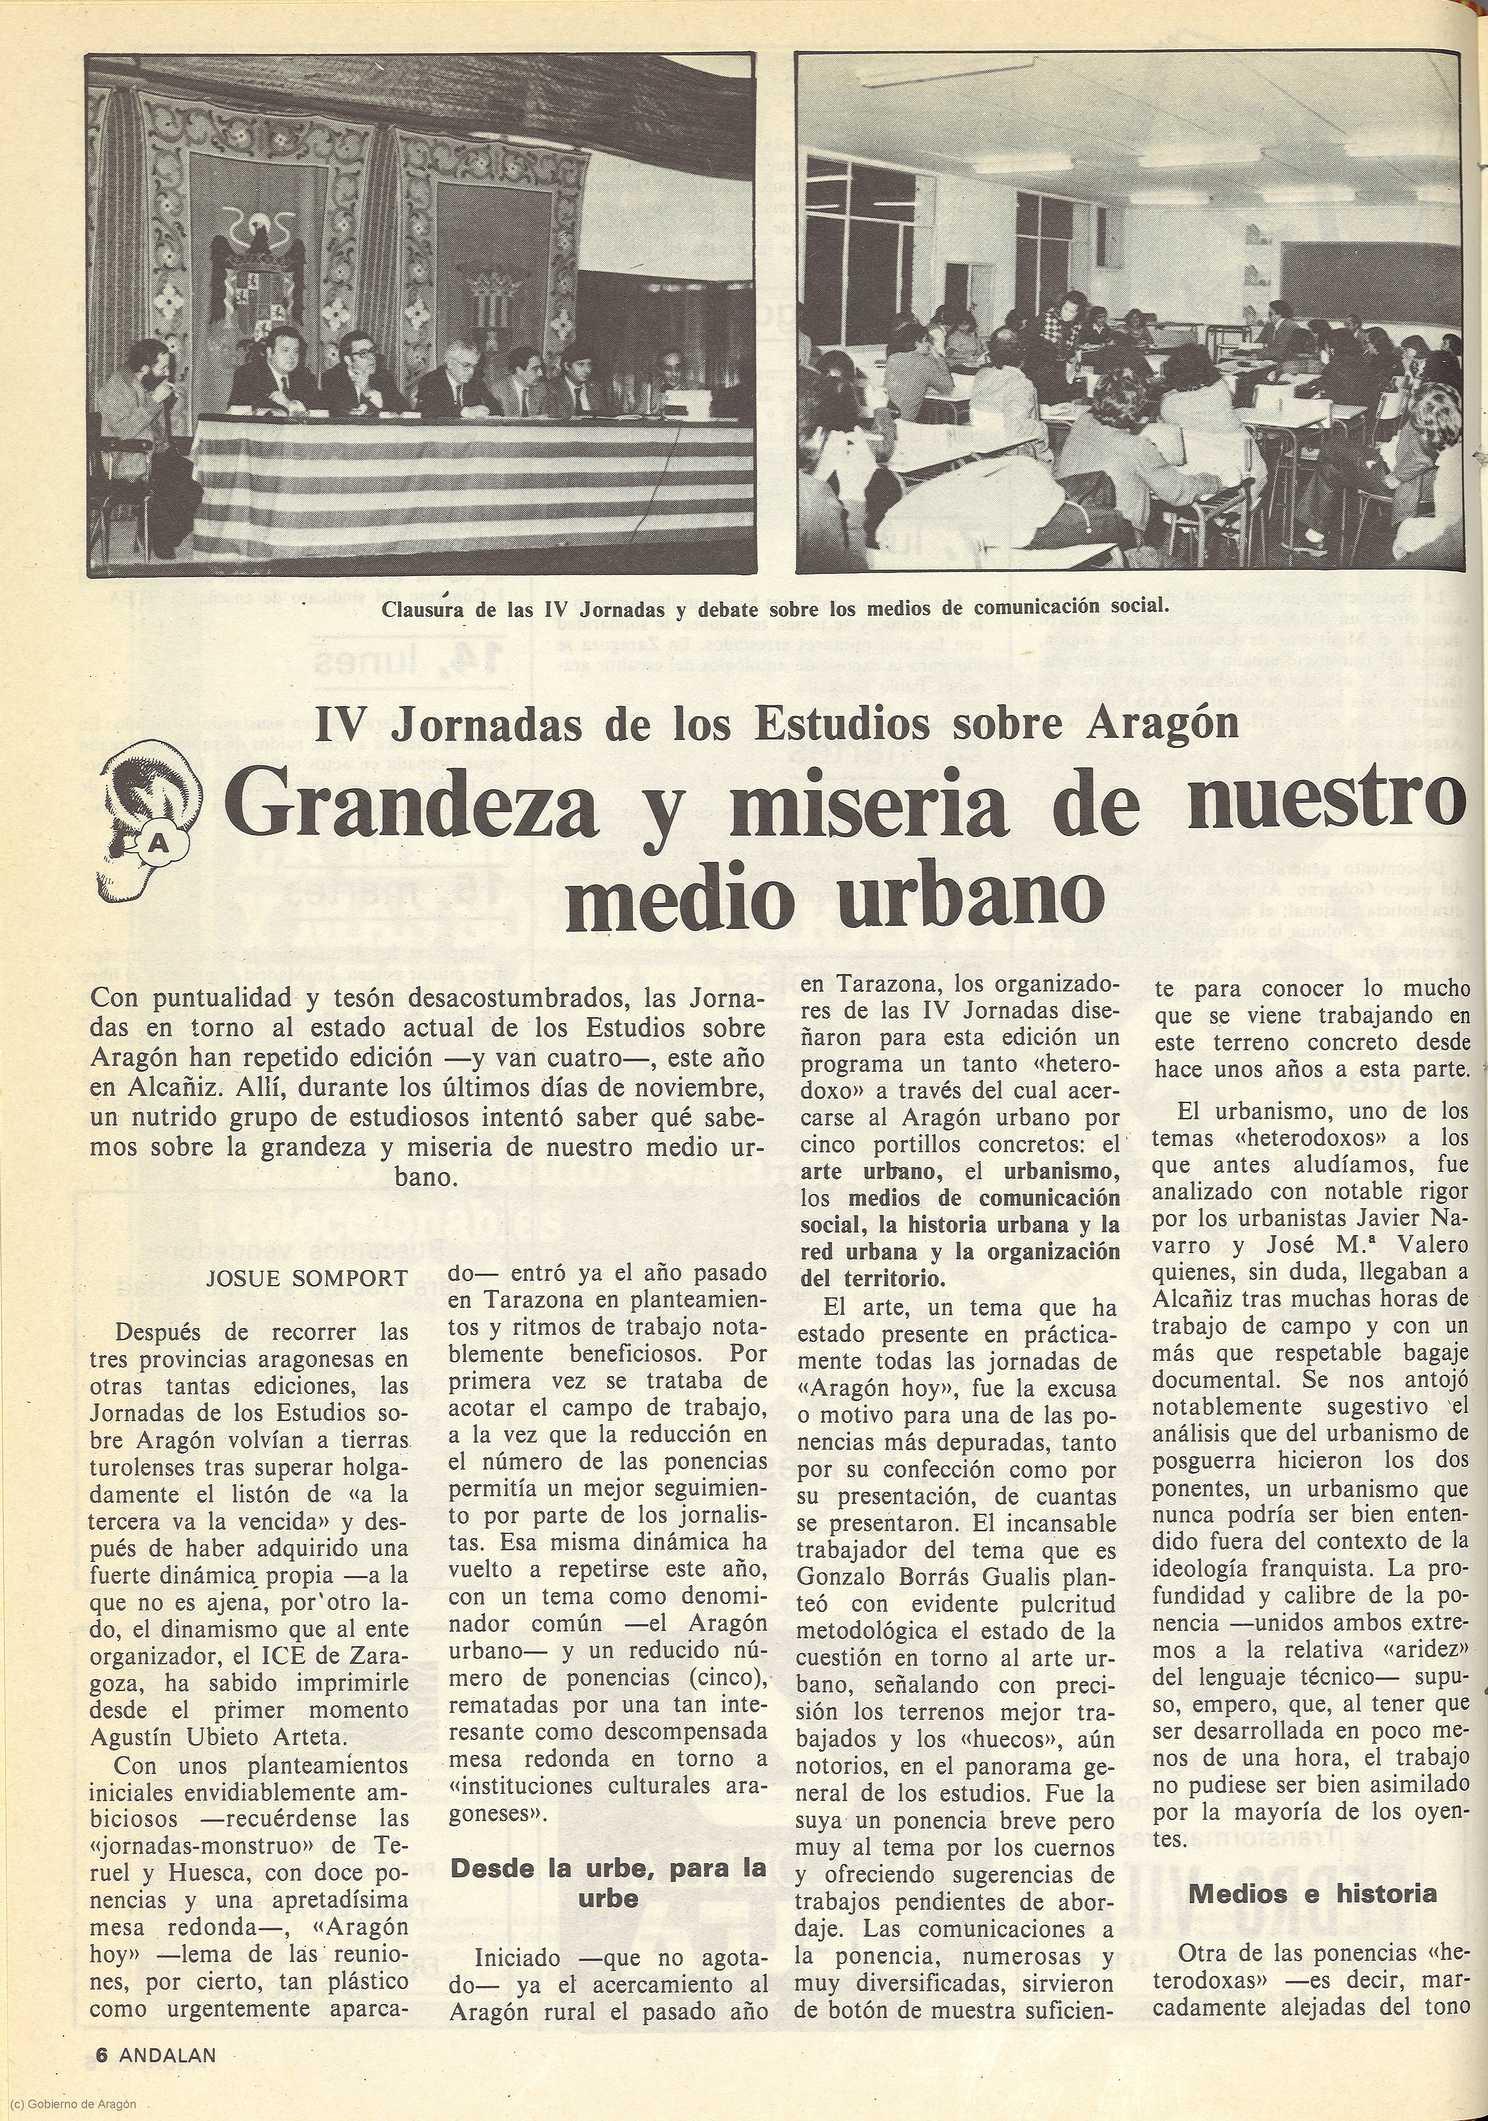 Clausura de las IV Jornadas y debate sobre los medios de comunicación social.
IV Jornadas de los Estudios sobre Aragón
A
Grandeza y miseria de nuestro
medio urbano
Con puntualidad y tesón desacostumbrados, las Jorna-
das en torno al estado actual de los Estudios sobre
Aragón han repetido edición —y van cuatro—, este año
en Alcañiz. Allí, durante los últimos días de noviembre,
un nutrido grupo de estudiosos intentó saber qué sabe-
mos sobre la grandeza y miseria de nuestro medio ur-
bano.
JOSUE SOMPORT
Después de recorrer las
tres provincias aragonesas en
otras tantas ediciones, las
Jornadas de los Estudios so-
bre Aragón volvían a tierras
turolenses tras superar holga-
damente el listón de «a la
tercera va la vencida» y des-
pués de haber adquirido una
fuerte dinámica propia —a la
que no es ajena, por otro la-
do, el dinamismo que al ente
organizador, el ICE de Zara-
goza, ha sabido imprimirle
desde el primer momento
Agustín Ubieto Arteta.
Con unos planteamientos
iniciales envidiablemente am-
biciosos —recuérdense las
«jornadas-monstruo» de Te-
ruel y Huesca, con doce po-
nencias y una apretadísima
mesa redonda—, «Aragón
hoy» —lema de las reunio-
nes, por cierto, tan plástico
como urgentemente aparca-
do— entró ya el año pasado
en Tarazona en planteamien-
tos y ritmos de trabajo nota-
blemente beneficiosos. Por
primera vez se trataba de
acotar el campo de trabajo,
a la vez que la reducción en
el número de las ponencias
permitía un mejor seguimien-
to por parte de los jornalis-
tas. Esa misma dinámica ha
vuelto a repetirse este año,
con un tema como denomi-
nador común —el Aragón
urbano— y un reducido nú-
mero de ponencias (cinco),
rematadas por una tan inte-
resante como descompensada
mesa redonda en torno a
«instituciones culturales ara-
goneses».
Desde la urbe, para la
urbe
Iniciado —que no agota-
do— ya el acercamiento al
Aragón rural el pasado año
en Tarazona, los organizado-
res de las IV Jornadas dise-
ñaron para esta edición un
programa un tanto «hetero-
doxo» a través del cual acer-
carse al Aragón urbano por
cinco portillos concretos: el
arte urbano, el urbanismo,
los medios de comunicación
social, la historia urbana y la
red urbana y la organización
del territorio.
El arte, un tema que ha
estado presente en práctica-
mente todas las jornadas de
«Aragón hoy», fue la excusa
o motivo para una de las po-
nencias más depuradas, tanto
por su confección como por
su presentación, de cuantas
se presentaron. El incansable
trabajador del tema que es
Gonzalo Borrás Gualis plan-
teó con evidente pulcritud
metodológica el estado de la
cuestión en torno al arte ur-
bano, señalando con preci-
sión los terrenos mejor tra-
bajados y los «huecos», aún
notorios, en el panorama ge-
neral de los estudios. Fue la
suya un ponencia breve pero
muy al tema por los cuernos
y ofreciendo sugerencias de
trabajos pendientes de abor-
daje. Las comunicaciones a
la ponencia, numerosas y
muy diversificadas, sirvieron
de botón de muestra suficien-
te para conocer lo mucho
que se viene trabajando en
este terreno concreto desde
hace unos años a esta parte.
El urbanismo, uno de los
temas «heterodoxos» a los
que antes aludíamos, fue
analizado con notable rigor
por los urbanistas Javier Na-
varro y José M.ª Valero
quienes, sin duda, llegaban a
Alcañiz tras muchas horas de
trabajo de campo y con un
más que respetable bagaje
documental. Se nos antojó
notablemente sugestivo el
análisis que del urbanismo de
posguerra hicieron los dos
ponentes, un urbanismo que
nunca podría ser bien enten-
dido fuera del contexto de la
ideología franquista. La pro-
fundidad y calibre de la po-
nencia —unidos ambos extre-
mos a la relativa «aridez»
del lenguaje técnico— supu-
so, empero, que, al tener que
ser desarrollada en poco me-
nos de una hora, el trabajo
no pudiese ser bien asimilado
por la mayoría de los oyen-
tes.
Medios e historia
Otra de las ponencias «he-
terodoxas» —es decir, mar-
cadamente alejadas del tono
6 ANDALAN
(c) Gobierno de Aragón